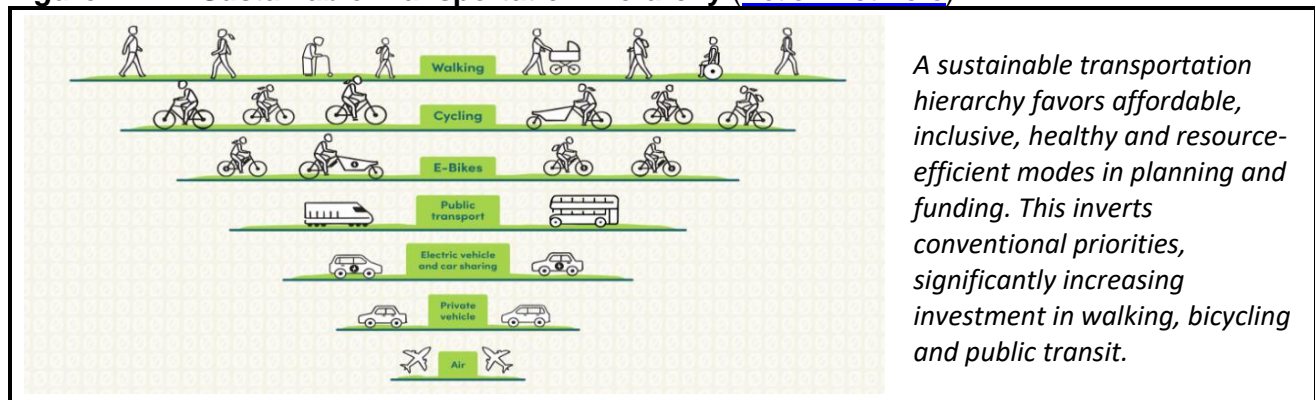 Walking
Cycling
E-Bikes
Public
transport
Electric vehicle
and car sharing
Private
vehicle
Air
A sustainable transportation
hierarchy favors affordable,
inclusive, healthy and resource-
efficient modes in planning and
funding. This inverts
conventional priorities,
significantly increasing
investment in walking, bicycling
and public transit.